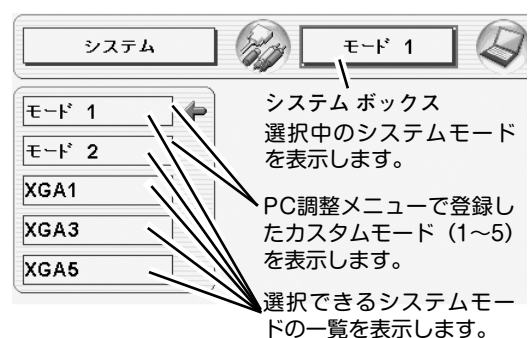 システム
モード 1
モード 1
モード 2
XGA1
XGA3
XGA5
システム ボックス
選択中のシステムモード
を表示します。
PC調整メニューで登録し
たカスタムモード（1～5）
を表示します。
選択できるシステムモー
ドの一覧を表示します。